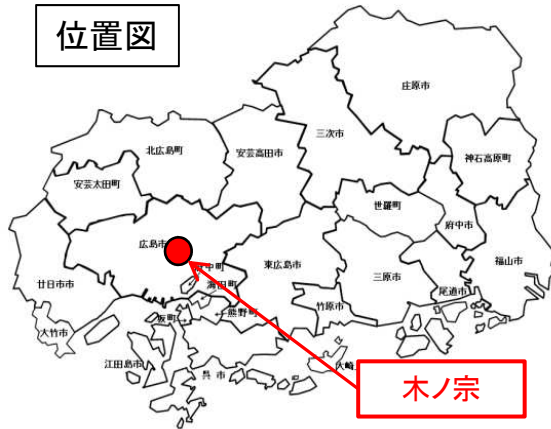 位置図
庄原市
三次市
北広島町
安芸高田市
神石高原町
安芸太田町
世羅町
府中市
広島市
福山市
府中町
東広島市
三原市
廿日市市
海田町
尾道市
竹原市
坂町
熊野町
大竹市
江田島市
呉市
木ノ宗